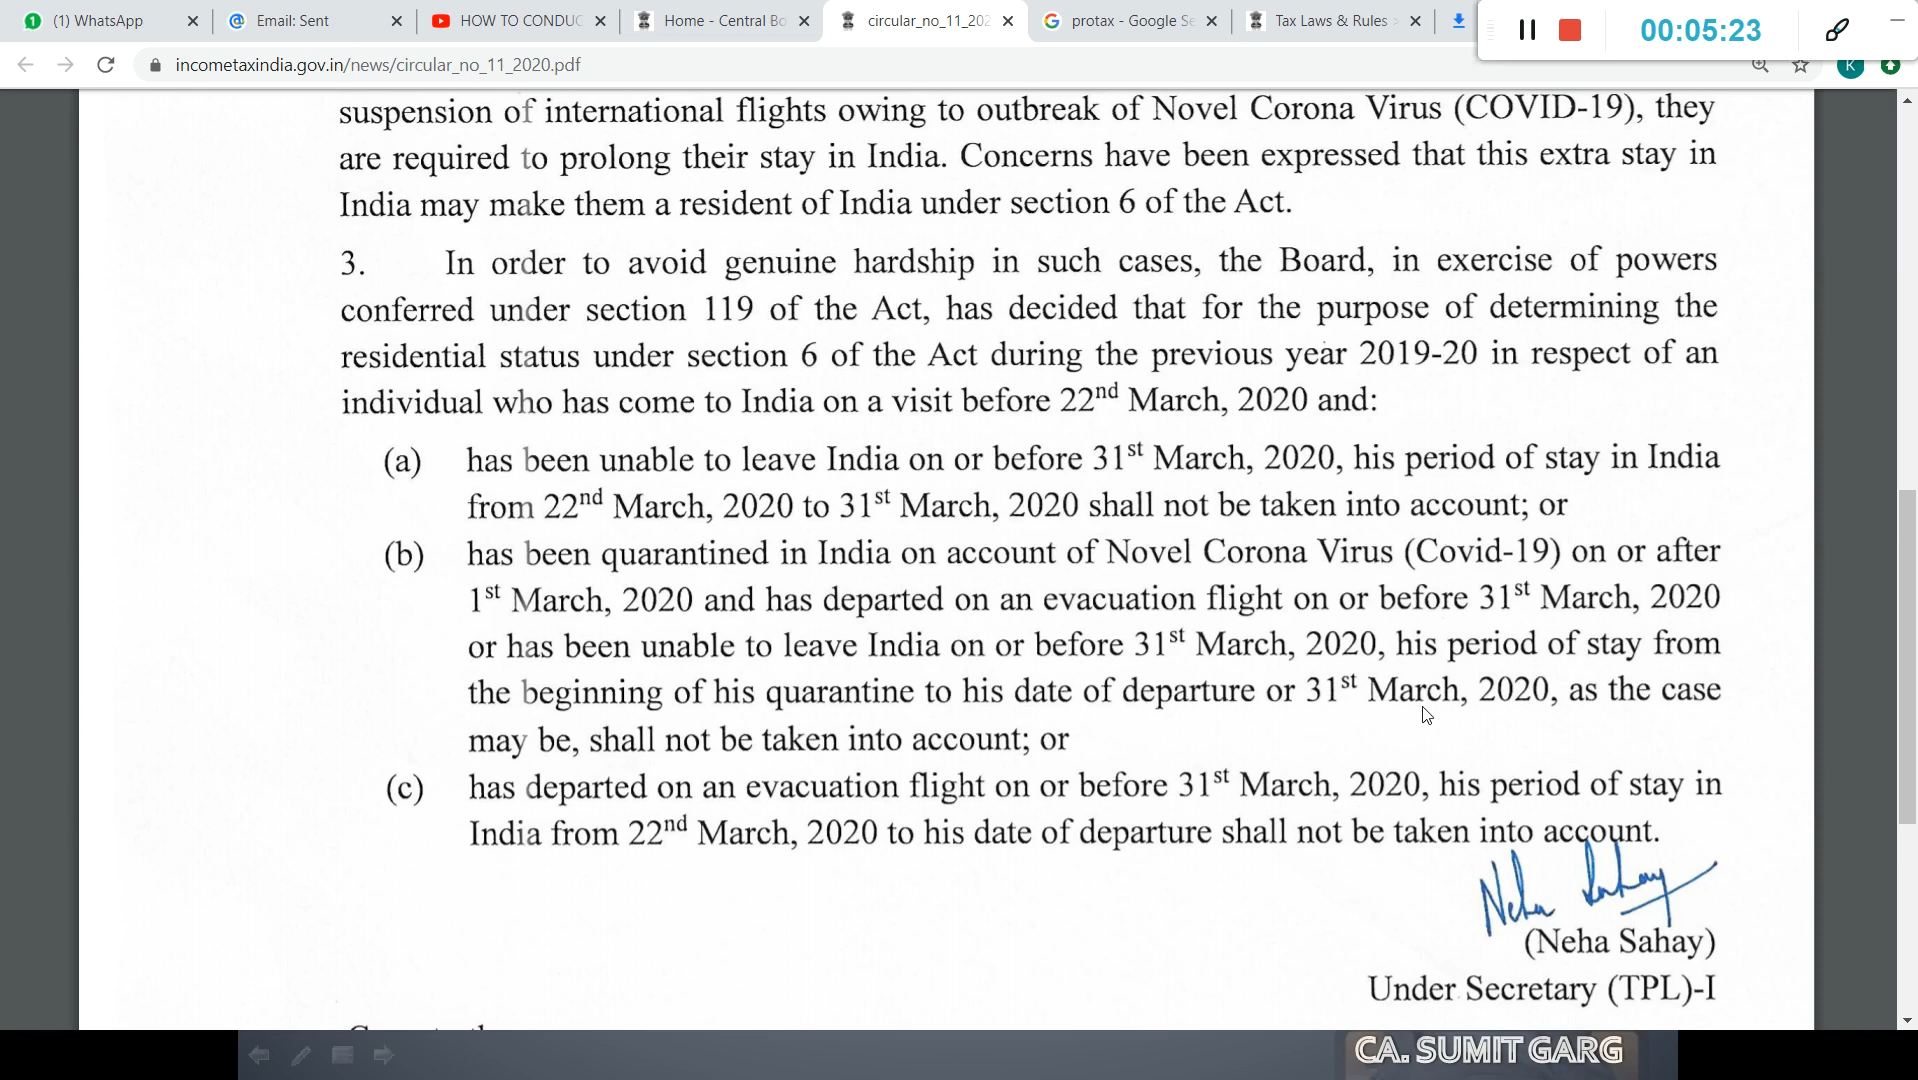 (1) WhatsApp
Email: Sent
HOW TO CONDUC
Home - Central Bo
circular_no_11_202
protax - Google Se
Tax Laws & Rules >
00:05:23
incometaxindia.gov.in/news/circular_no_11_2020.pdf
K
suspension of international flights owing to outbreak of Novel Corona Virus (COVID-19), they
are required to prolong their stay in India. Concerns have been expressed that this extra stay in
India may make them a resident of India under section 6 of the Act.
3. In order to avoid genuine hardship in such cases, the Board, in exercise of powers
conferred under section 119 of the Act, has decided that for the purpose of determining the
residential status under section 6 of the Act during the previous year 2019-20 in respect of an
individual who has come to India on a visit before 22nd March, 2020 and:
(a) has been unable to leave India on or before 31st March, 2020, his period of stay in India
from 22nd March, 2020 to 31st March, 2020 shall not be taken into account; or
(b) has been quarantined in India on account of Novel Corona Virus (Covid-19) on or after
1st March, 2020 and has departed on an evacuation flight on or before 31st March, 2020
or has been unable to leave India on or before 31st March, 2020, his period of stay from
the beginning of his quarantine to his date of departure or 31st March, 2020, as the case
may be, shall not be taken into account; or
(c) has departed on an evacuation flight on or before 31st March, 2020, his period of stay in
India from 22nd March, 2020 to his date of departure shall not be taken into account.
Neha Sahay
(Neha Sahay)
Under Secretary (TPL)-I
CA. SUMIT GARG